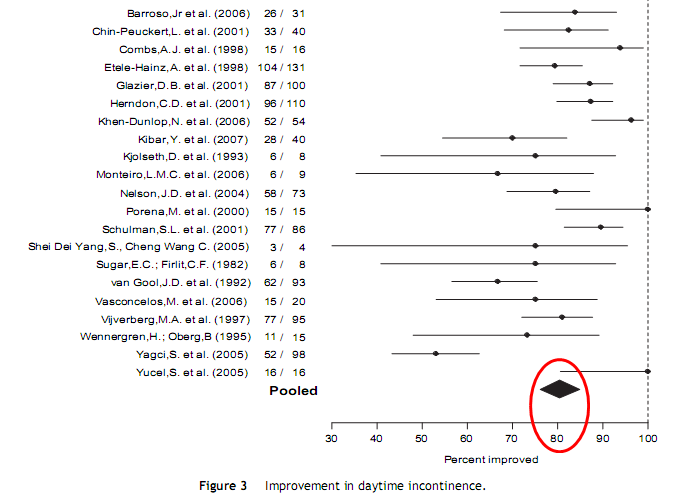 Barroso,Jr et al. (2006) 26 / 31
Chin-Peuckert,L. et al. (2001) 33 / 40
Combs,A.J. et al. (1998) 15 / 16
Etele-Hainz,A. et al. (1998) 104 / 131
Glazier,D.B. et al. (2001) 87 / 100
Herndon,C.D. et al. (2001) 96 / 110
Khen-Dunlop,N. et al. (2006) 52 / 54
Kibar,Y. et al. (2007) 28 / 40
Kjolseth,D. et al. (1993) 6 / 8
Monteiro,L.M.C. et al. (2006) 6 / 9
Nelson,J.D. et al. (2004) 58 / 73
Porena,M. et al. (2000) 15 / 15
Schulman,S.L. et al. (2001) 77 / 86
Shei Dei Yang,S., Cheng Wang C. (2005) 3 / 4
Sugar,E.C.; Firlit,C.F. (1982) 6 / 8
van Gool,J.D. et al. (1992) 62 / 93
Vasconcelos,M. et al. (2006) 15 / 20
Vijverberg,M.A. et al. (1997) 77 / 95
Wennergren,H.; Oberg,B (1995) 11 / 15
Yagci,S. et al. (2005) 52 / 98
Yucel,S. et al. (2005) 16 / 16
Pooled
30 40 50 60 70 80 90 100
Percent improved
Figure 3 Improvement in daytime incontinence.